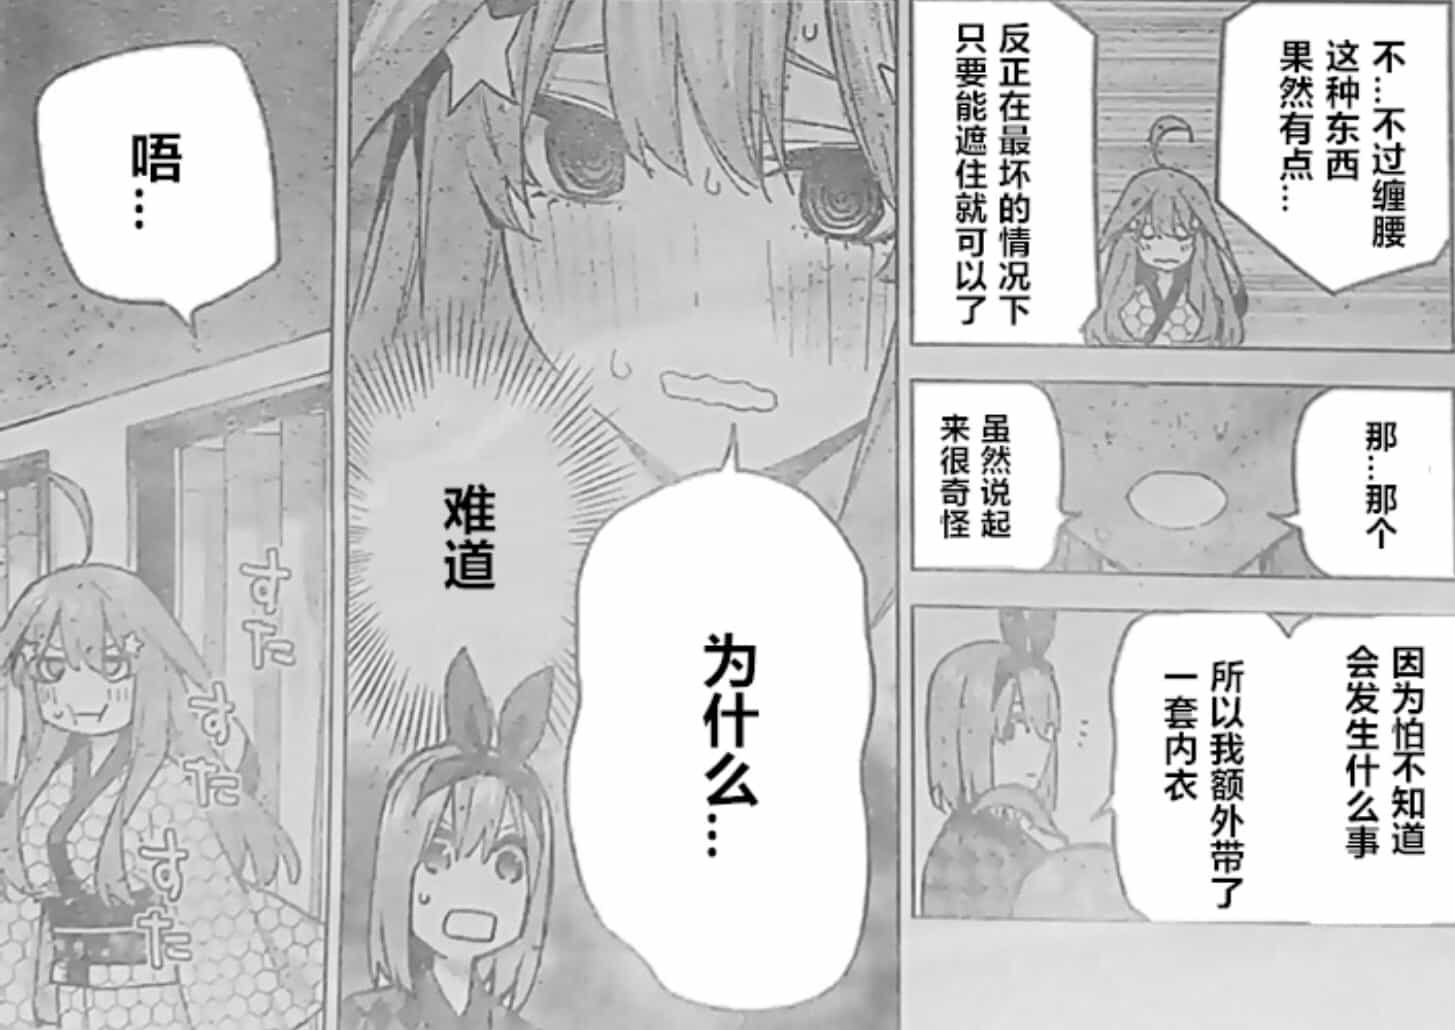 不…不过缠腰
这种东西
果然有点…
反正在最坏的情况下
只要能遮住就可以了
那…那个
虽然说起
来很奇怪
因为怕不知道
会发生什么事
所以我额外带了
一套内衣
为什么…
难道
唔…
すた
すた
すた